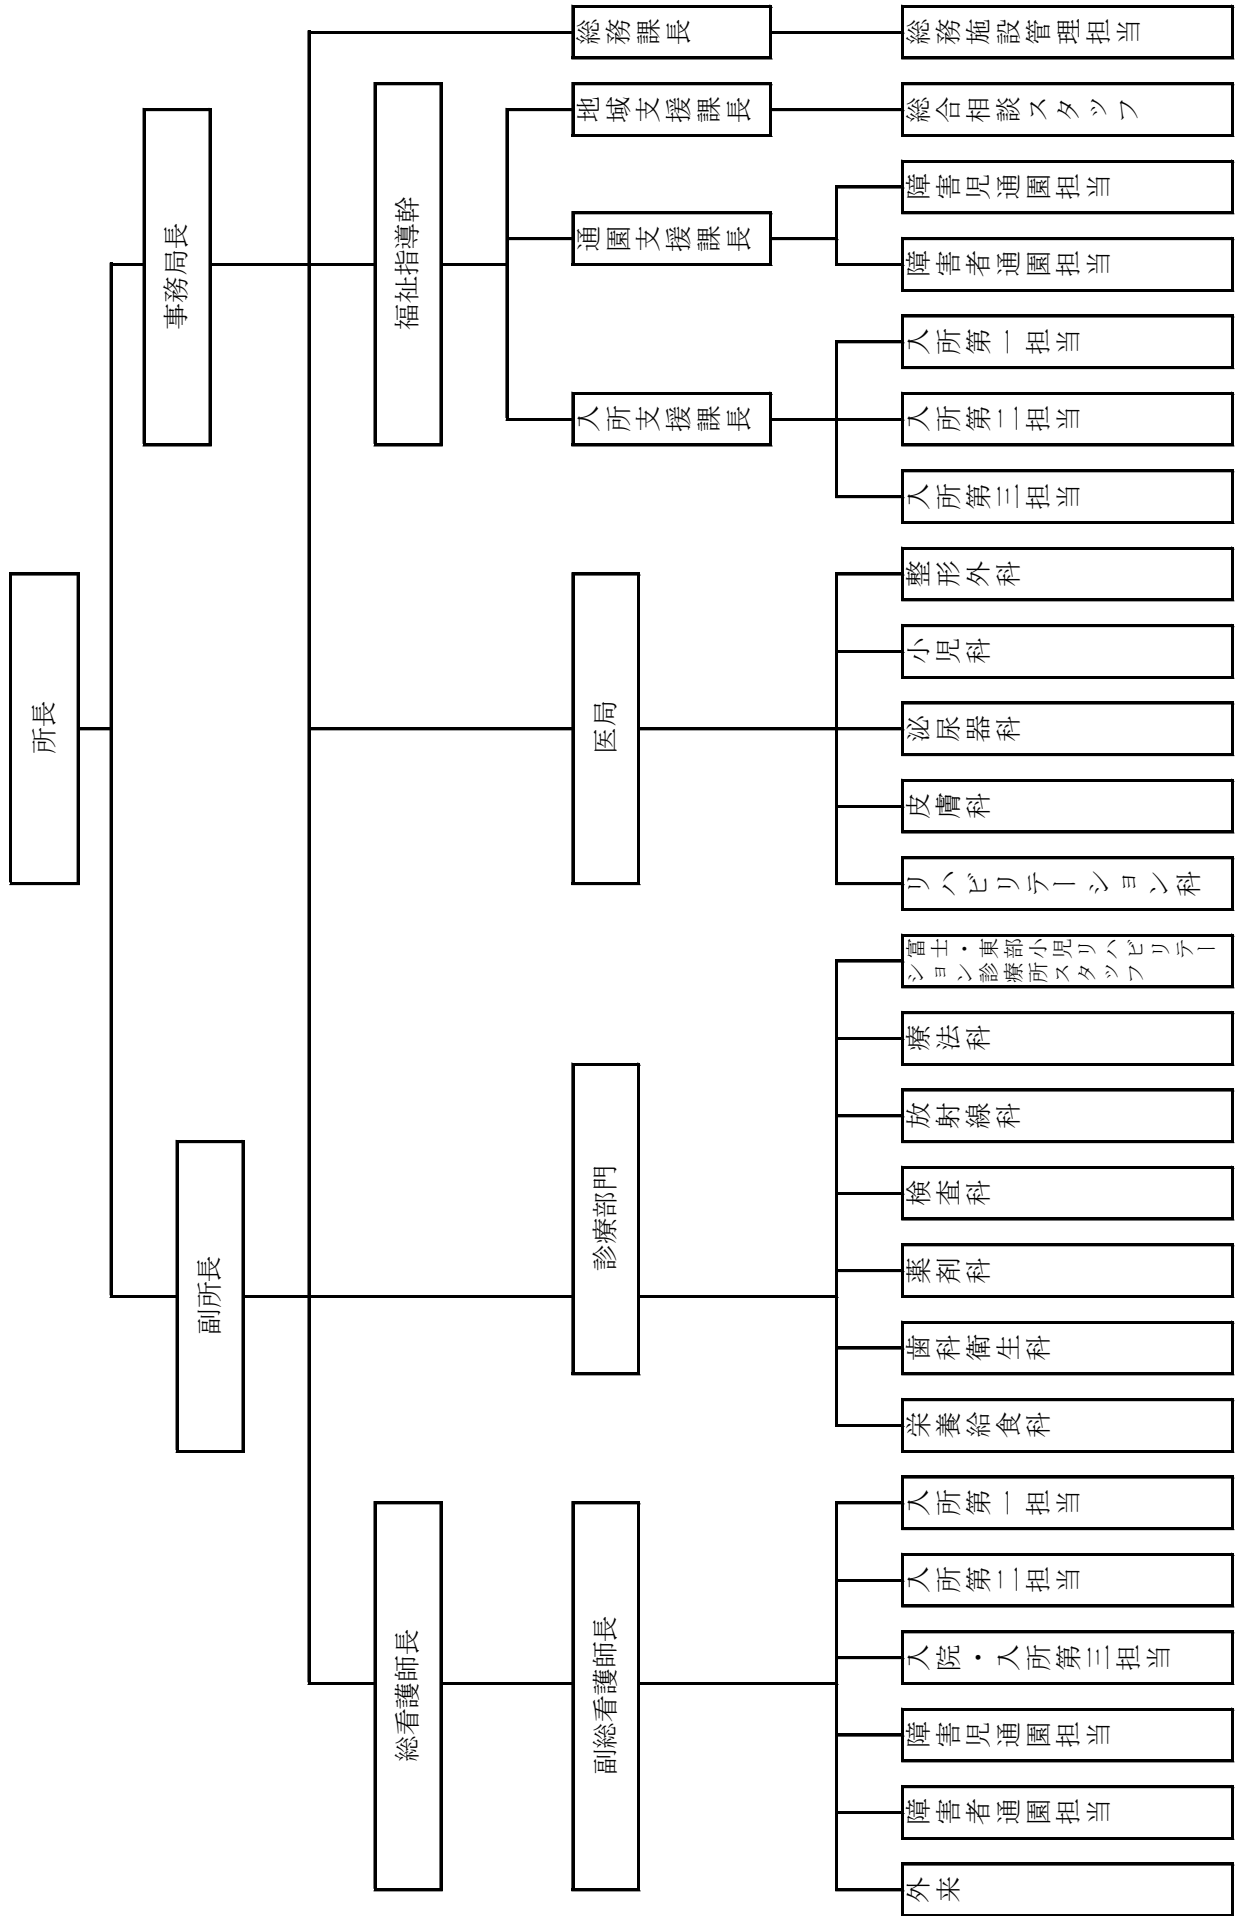 所長
事務局長
副所長
福祉指導幹
総看護師長
総務課長
地域支援課長
通園支援課長
入所支援課長
医局
診療部門
副総看護師長
総務施設管理担当
総合相談スタッフ
障害児通園担当
障害者通園担当
入所第一担当
入所第二担当
入所第三担当
整形外科
小児科
泌尿器科
皮膚科
リハビリテーション科
富士・東部小児リハビリテー
ション診療所スタッフ
療法科
放射線科
検査科
薬剤科
歯科衛生科
栄養給食科
入所第一担当
入所第二担当
入院・入所第三担当
障害児通園担当
障害者通園担当
外来